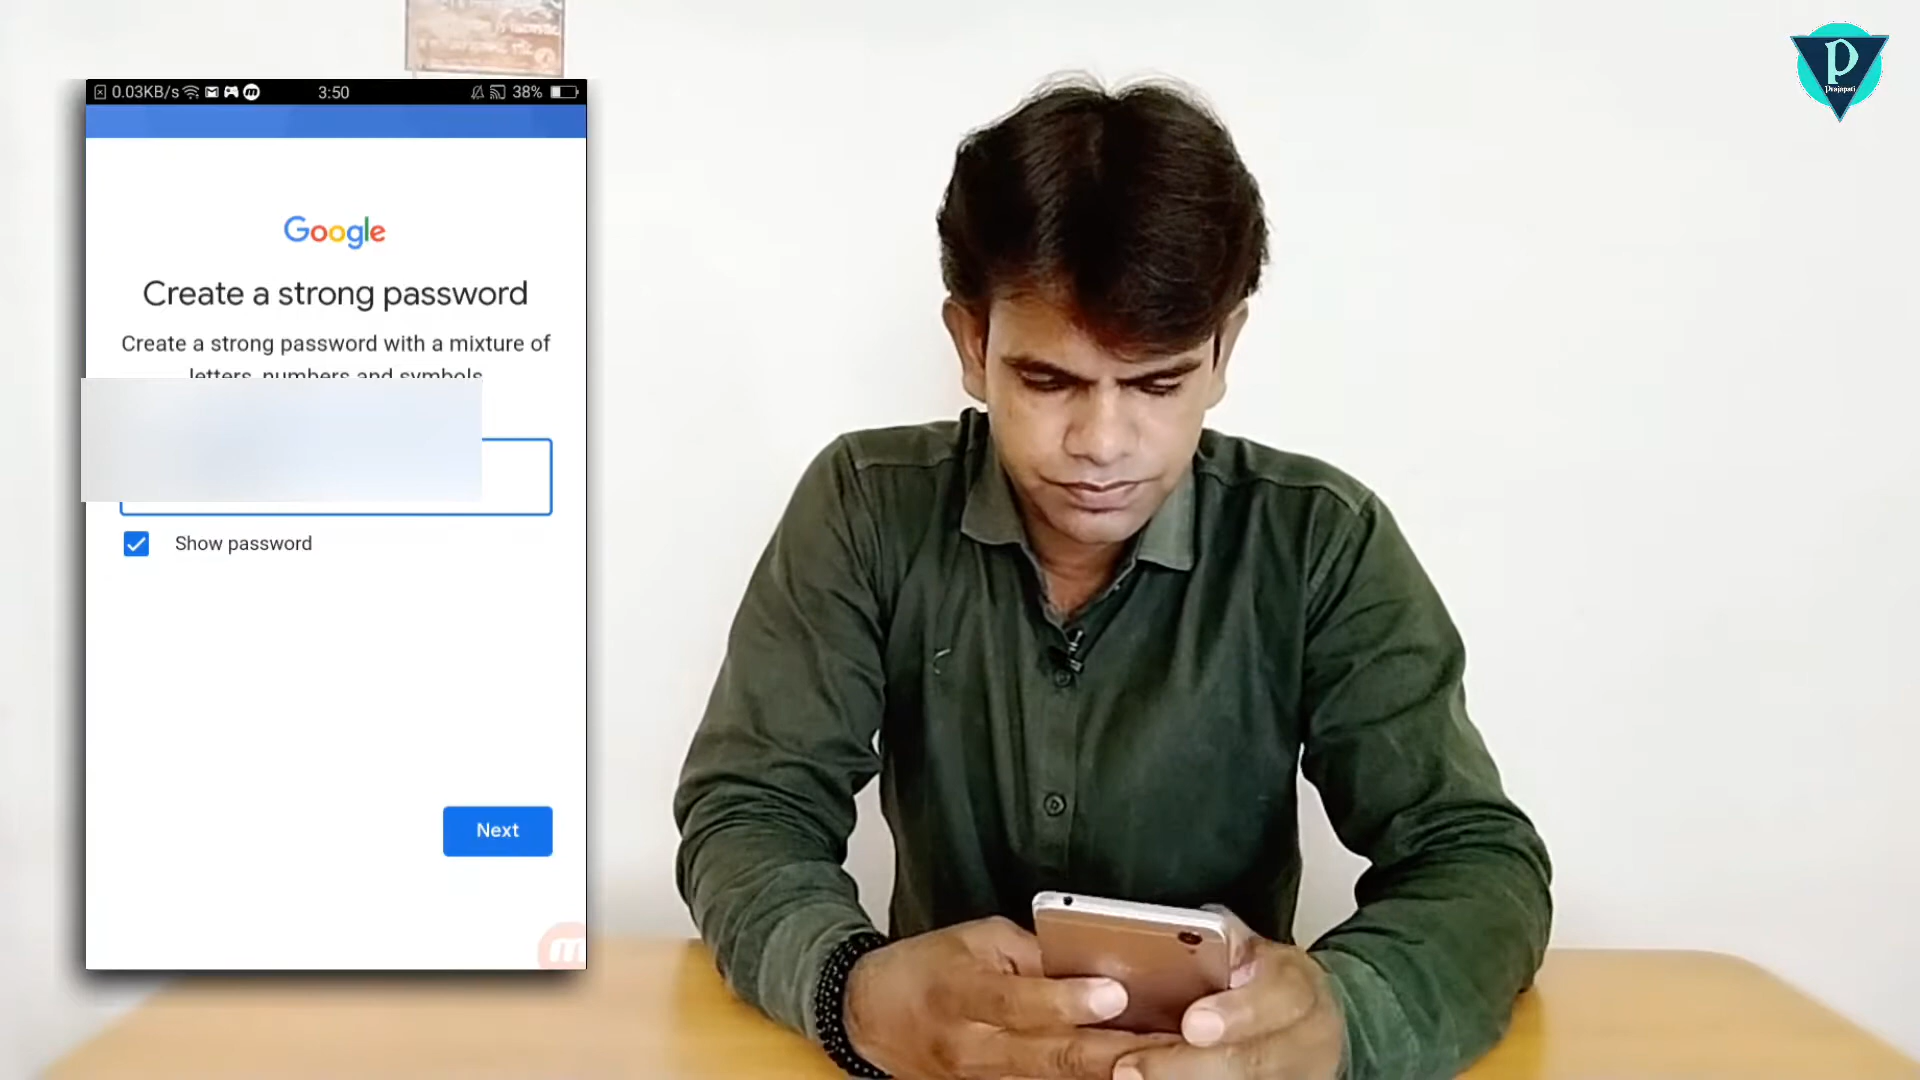 0.03KB/s 3:50 38%
Google
Create a strong password
Create a strong password with a mixture of
letters, numbers and symbols
Show password
Next
P
Prajapati